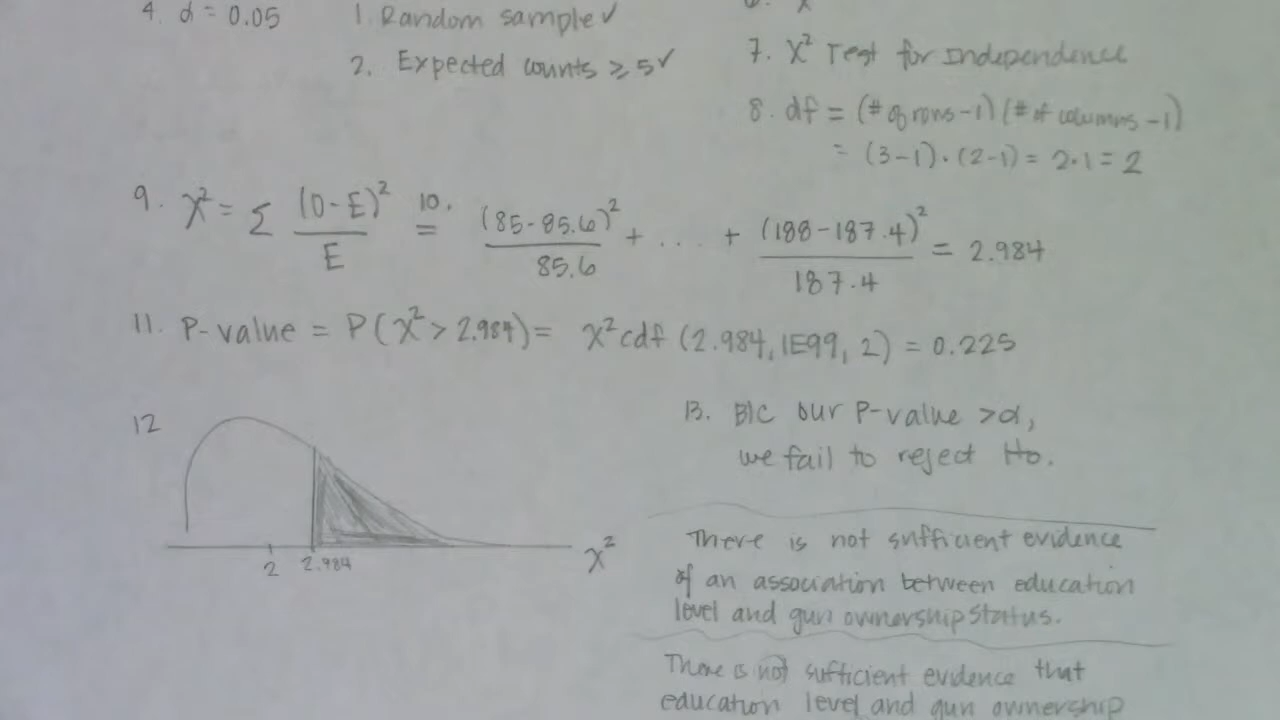 4. α = 0.05
1. Random sample ✓
2. Expected counts ≥ 5 ✓
7. χ² Test for Independence
8. df = (# of rows - 1)(# of columns - 1)
= (3-1)·(2-1) = 2·1 = 2
9. χ² = Σ (O-E)²/E 10. = (85-85.6)²/85.6 + .... + (188-187.4)²/187.4 = 2.984
11. P-value = P(χ² > 2.984) = χ²cdf (2.984, 1E99, 2) = 0.225
12
2 2.984 χ²
13. B/c our P-value > α,
we fail to reject Ho.
There is not sufficient evidence
of an association between education
level and gun ownership status.
There is not sufficient evidence that
education level and gun ownership